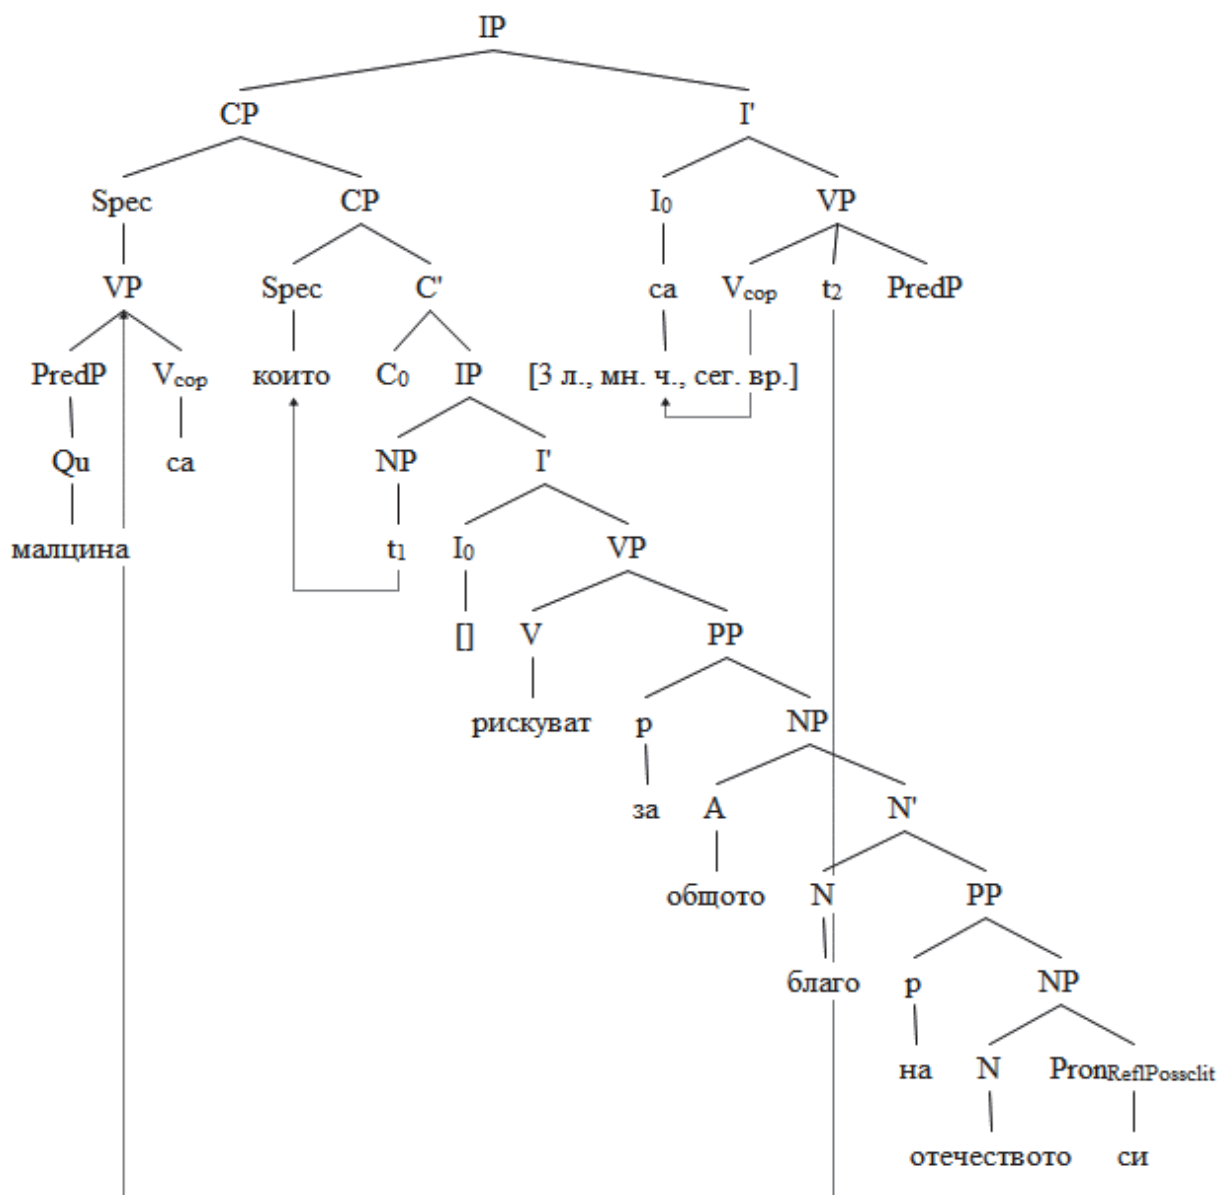 IP
CP I'
Spec CP I0 VP
VP Spec C' са Vcop t2 PredP
PredP Vcop които C0 IP [3 л., мн. ч., сег. вр.]
Qu са NP I'
малцина t1 I0 VP
[] V PP
рискуват p NP
за A N'
общото N PP
благо p NP
на N PronReflPossclit
отечеството си